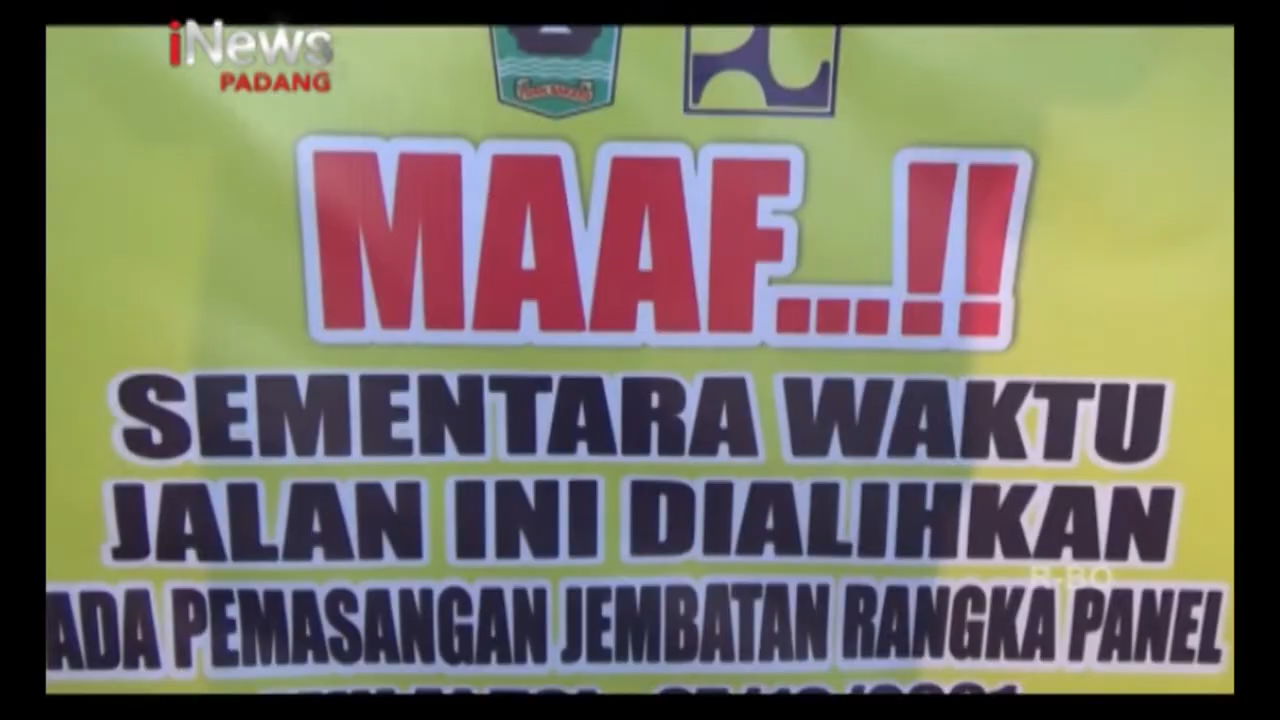 iNews
PADANG
MAAF...!!
SEMENTARA WAKTU
JALAN INI DIALIHKAN
ADA PEMASANGAN JEMBATAN RANGKA PANEL